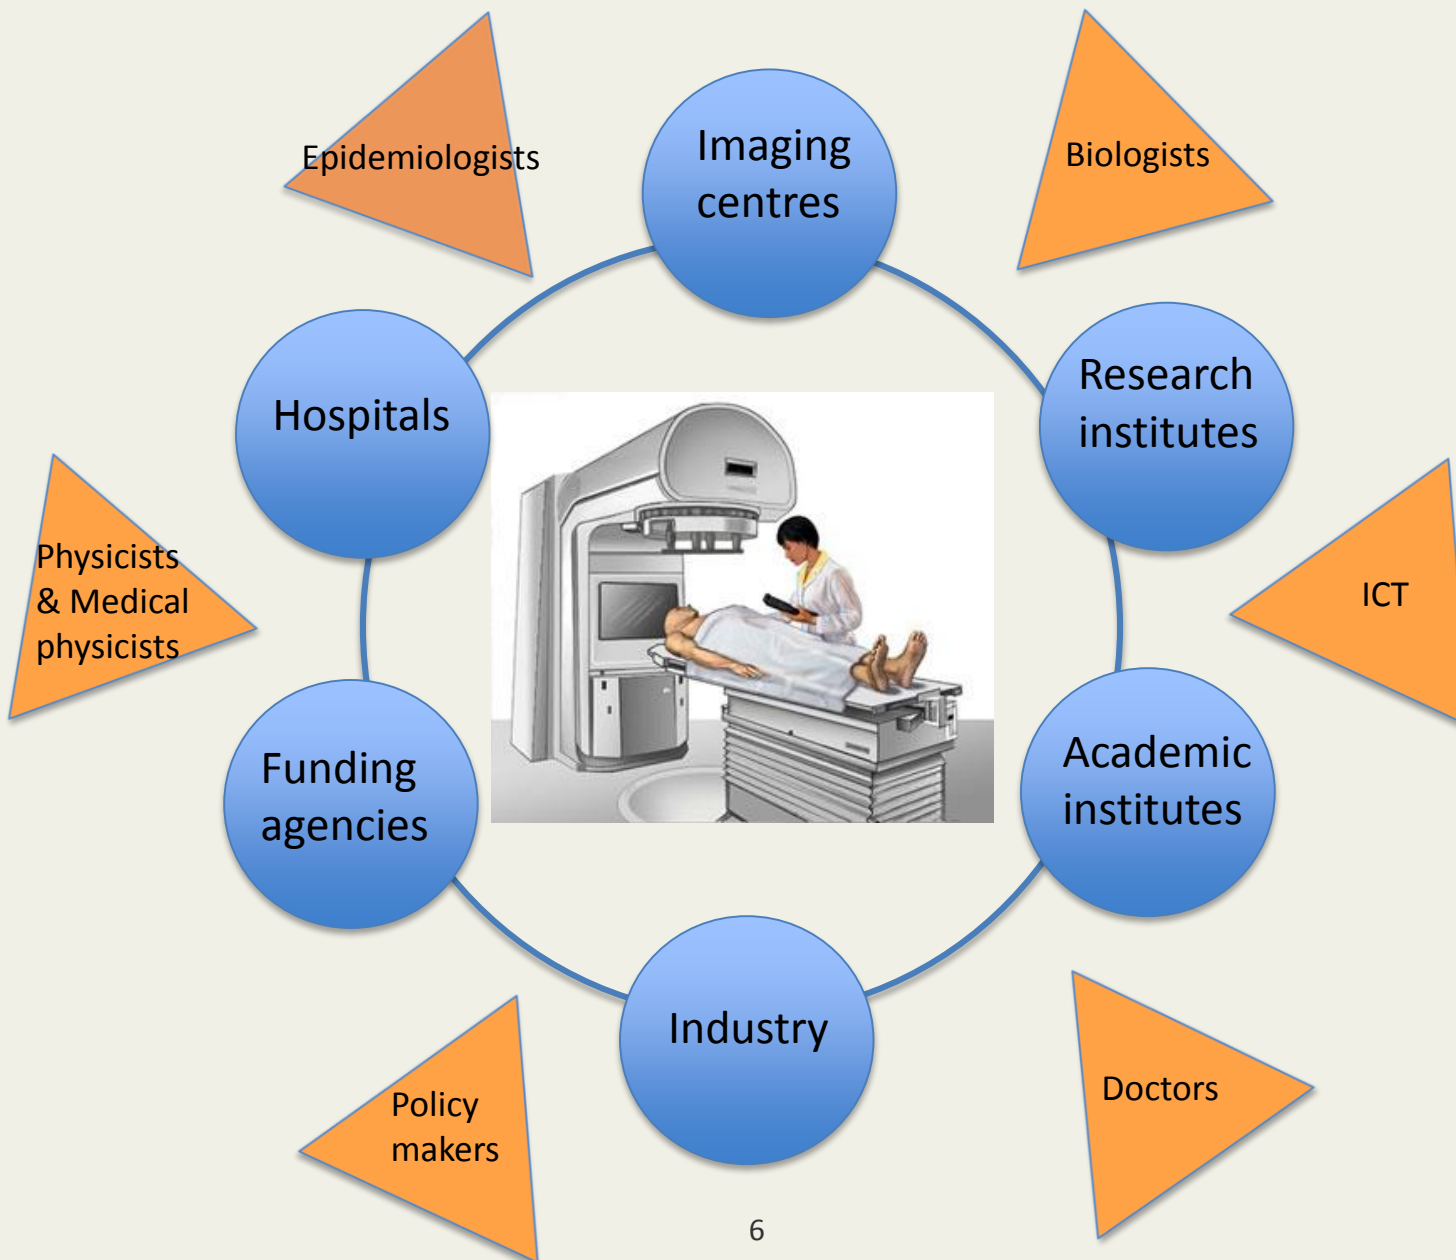 Epidemiologists
Imaging
centres
Biologists
Hospitals
Research
institutes
Physicists
& Medical
physicists
ICT
Funding
agencies
Academic
institutes
Industry
Policy
makers
Doctors
6